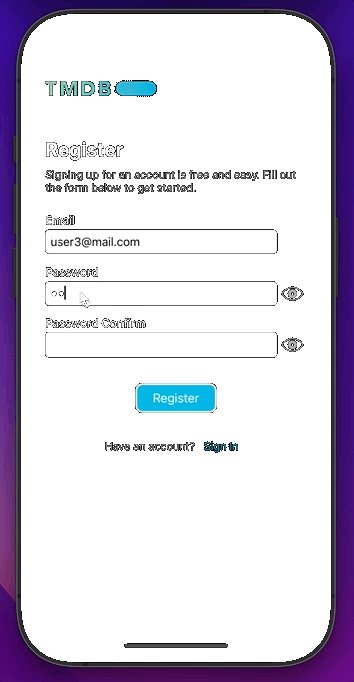 TMDB
Register
Signing up for an account is free and easy. Fill out
the form below to get started.
Email
user3@mail.com
Password
Password Confirm
Register
Have an account? Sign in